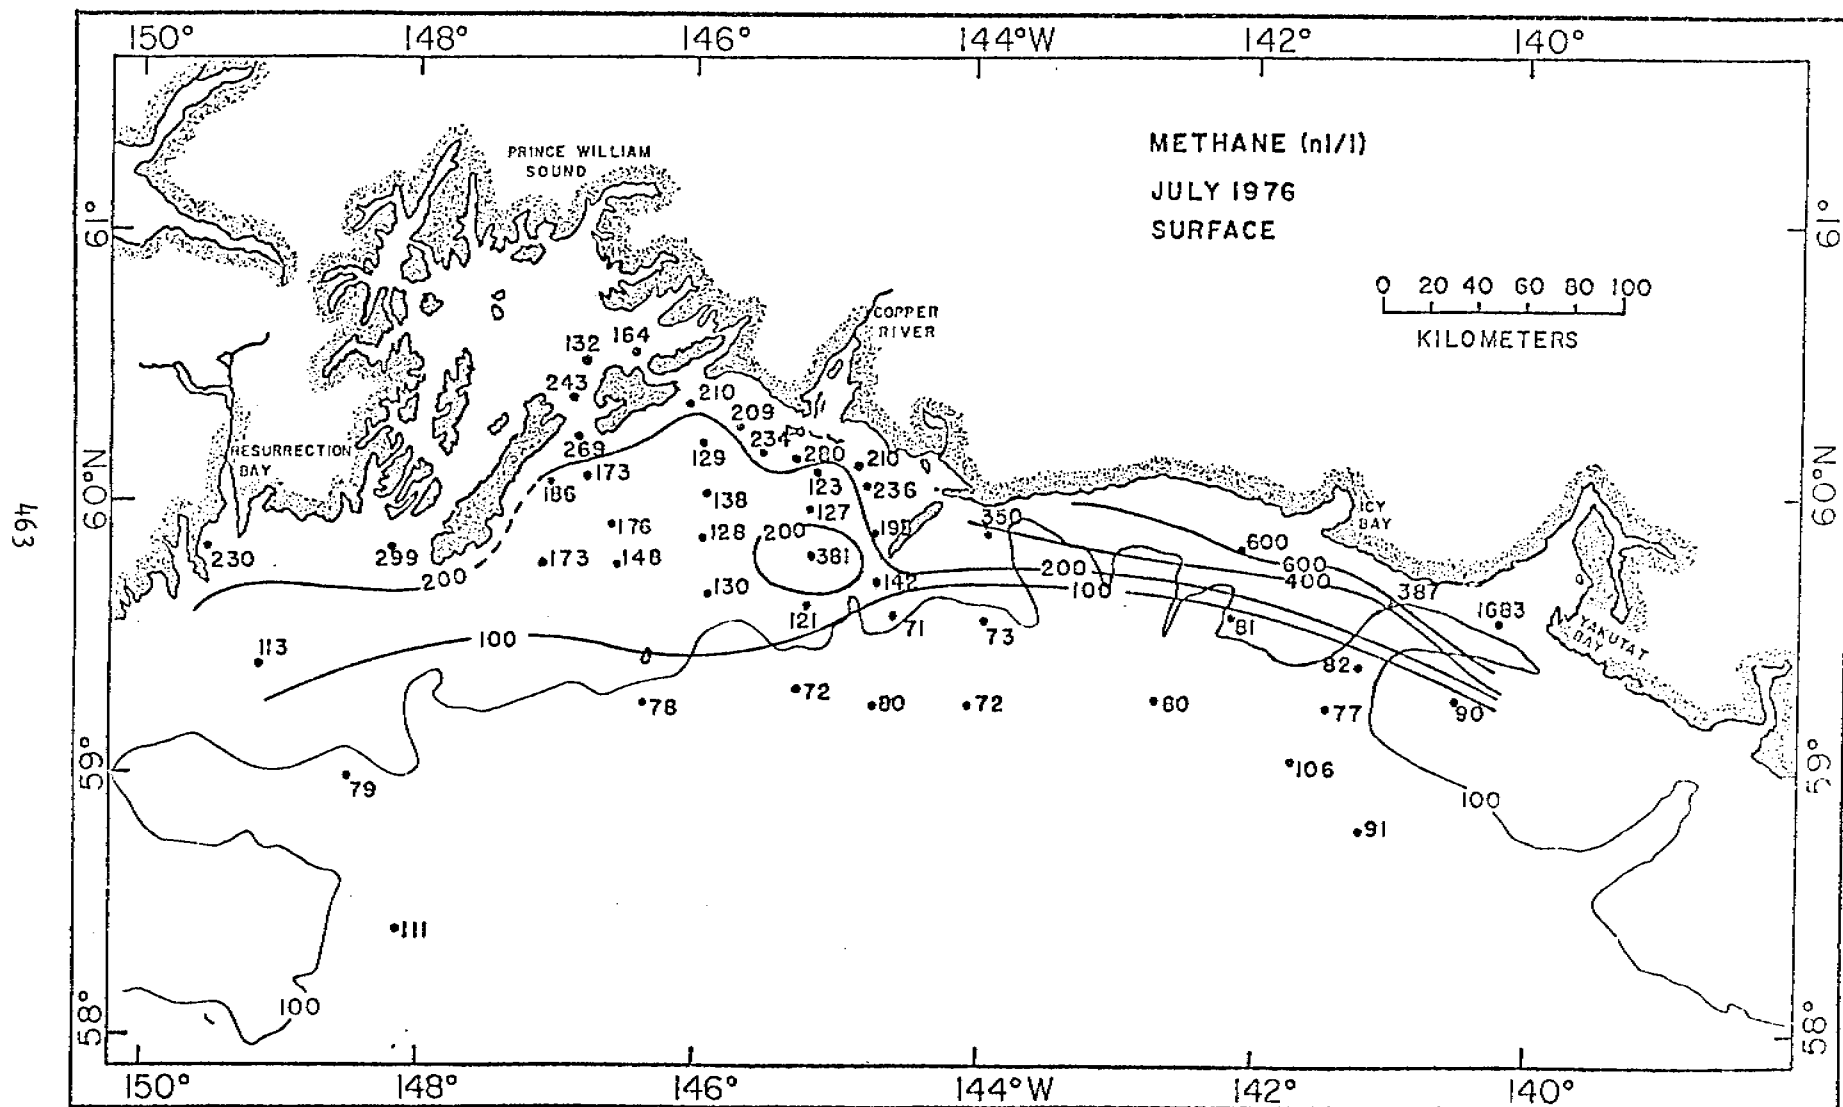 150° 148° 146° 144°W 142° 140°
METHANE (nl/l)
JULY 1976
SURFACE
PRINCE WILLIAM
SOUND
61° 61°
0 20 40 60 80 100
KILOMETERS
COPPER
RIVER
132 164
243 210
209
269 129 234 280 210
RESURRECTION
BAY
186 173 123 236
60°N 60°N
138
176 127 350
ICY
BAY
230 299 128 200 195 600
463
200 173 148 381 200 600
130 142 100 400
387
121 71 73 81 1683
YAKUTAT
BAY
100
113 82
78 72 80 72 80 77 90
59° 59°
79 106
100
91
111
100
58° 58°
150° 148° 146° 144°W 142° 140°